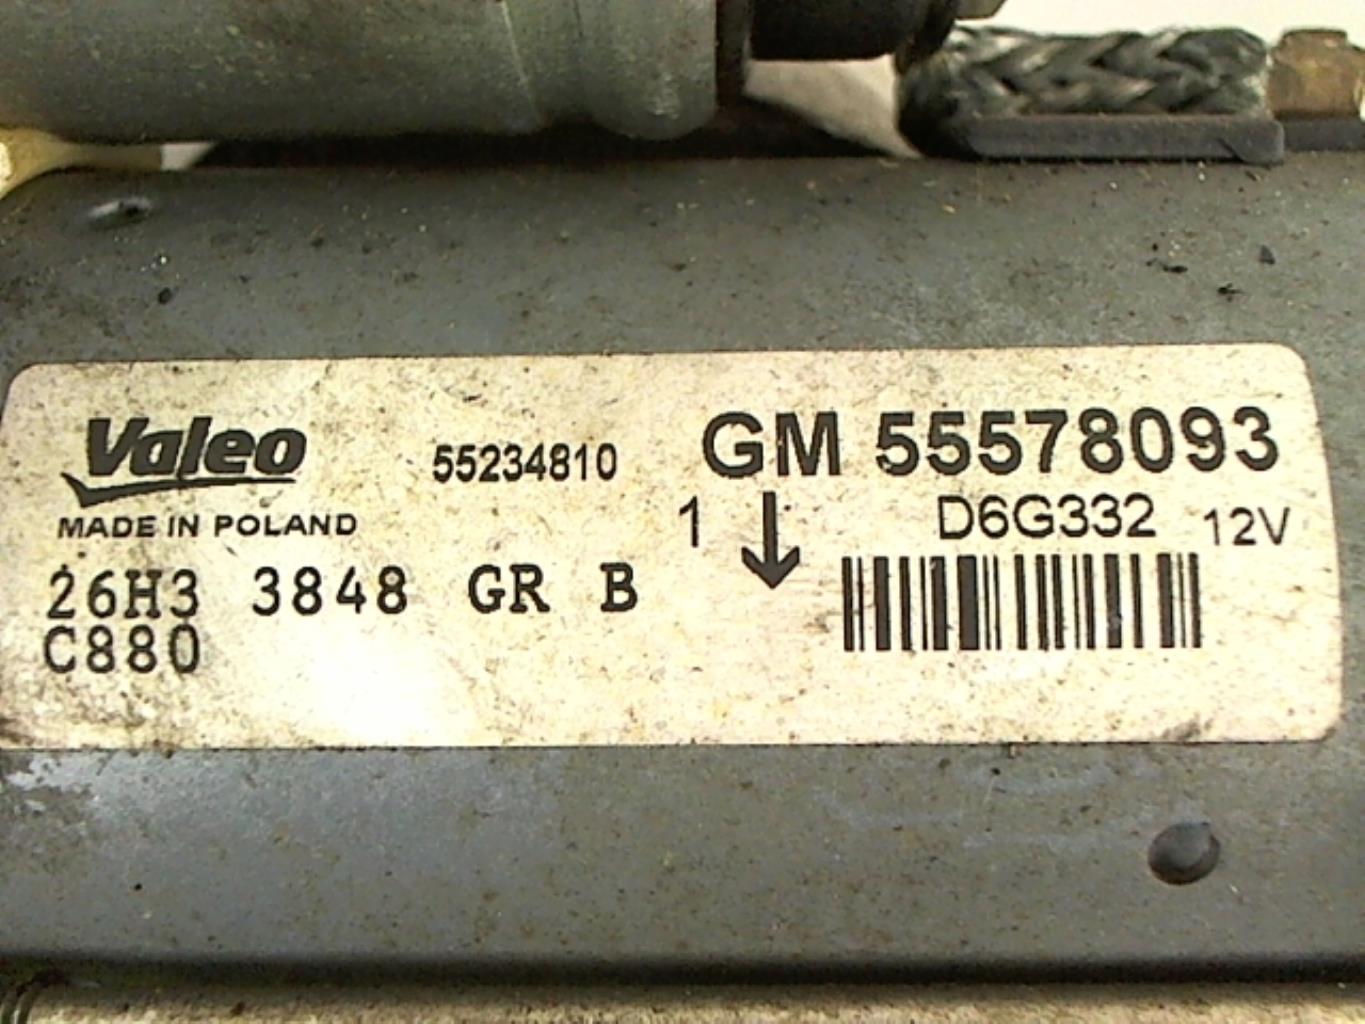 Valeo 55234810 GM 55578093
MADE IN POLAND 1 D6G332 12V
26H3 3848 GR B
C880